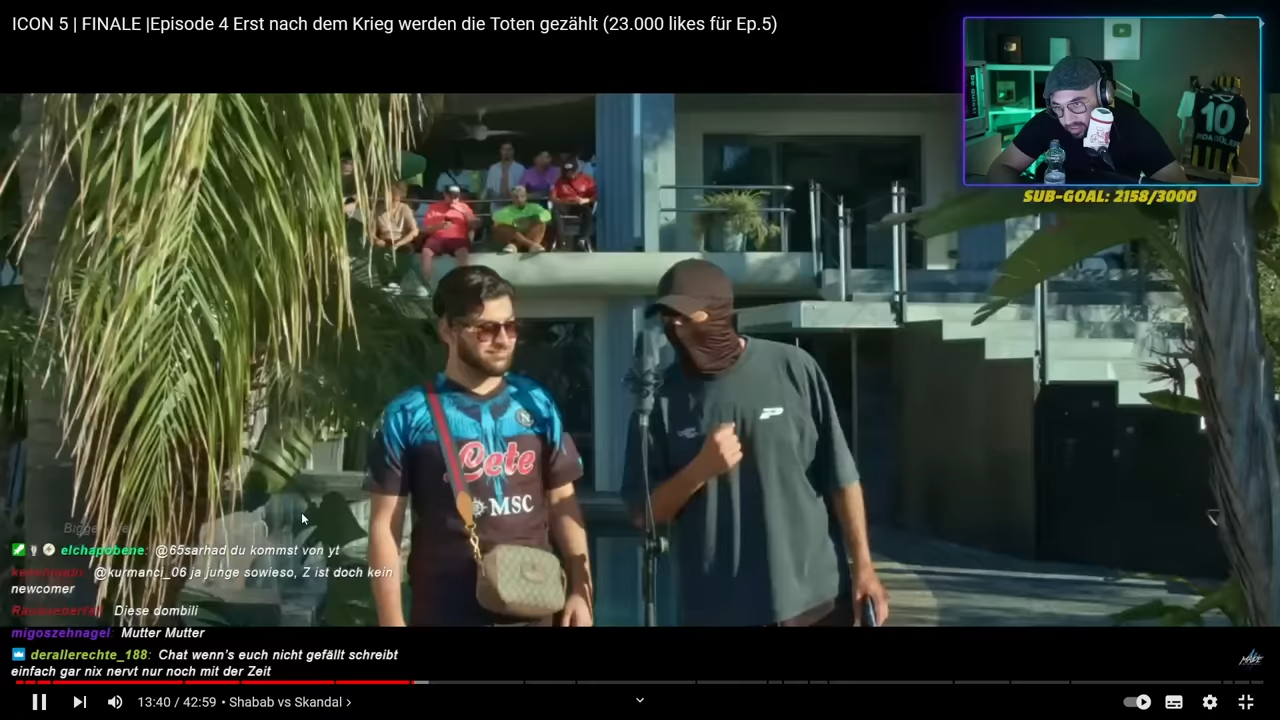 ICON 5 | FINALE |Episode 4 Erst nach dem Krieg werden die Toten gezählt (23.000 likes für Ep.5)
10
SUB-GOAL: 2158/3000
Lete
MSC
elchapobene: @65sarhad du kommst von yt
@kurmanci_06 ja junge sowieso, Z ist doch kein
newcomer
Diese dombili
migoszehnagel: Mutter Mutter
derallerechte_188: Chat wenn's euch nicht gefällt schreibt
einfach gar nix nervt nur noch mit der Zeit
13:40 / 42:59 • Shabab vs Skandal >